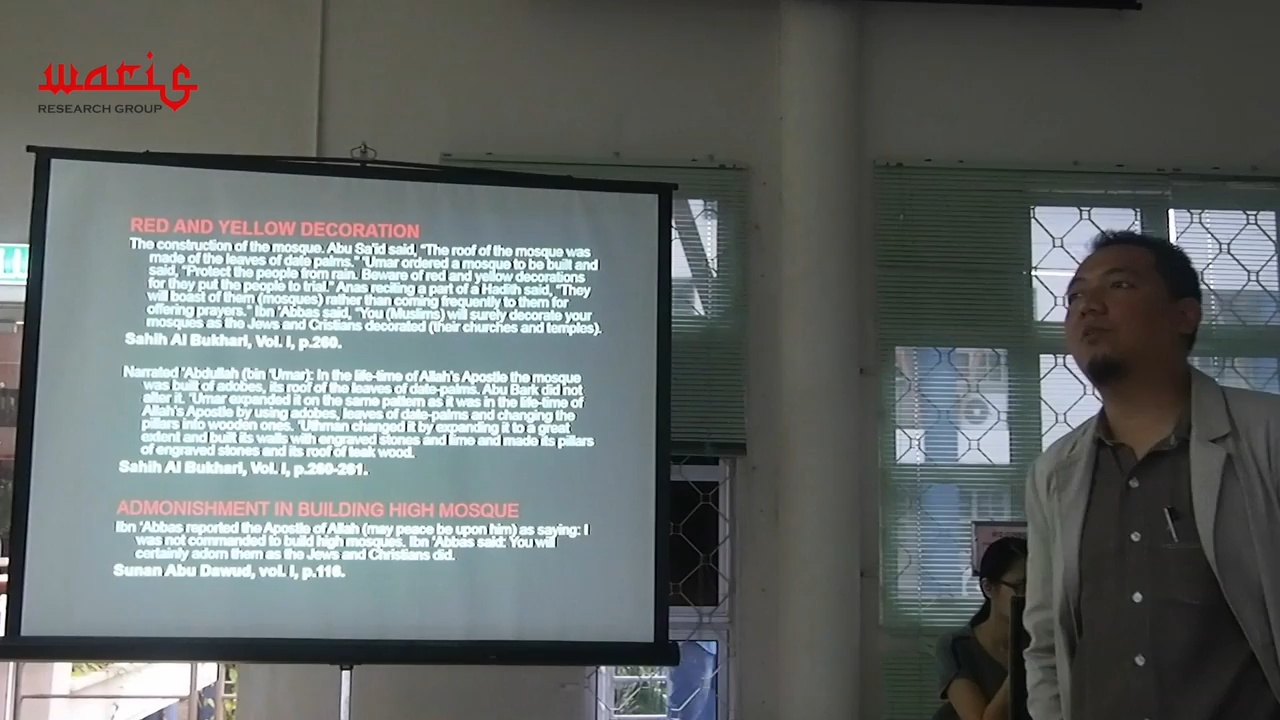 waris
RESEARCH GROUP
RED AND YELLOW DECORATION
The construction of the mosque. Abu Sa'id said, "The roof of the mosque was
made of the leaves of date palms." 'Umar ordered a mosque to be built and
said, "Protect the people from rain. Beware of red and yellow decorations
for they put the people to trial." Anas reciting a part of a Hadith said, "They
will boast of them (mosques) rather than coming frequently to them for
offering prayers." Ibn 'Abbas said, "You (Muslims) will surely decorate your
mosques as the Jews and Cristians decorated (their churches and temples).
Sahih Al Bukhari, Vol. I, p.260.
Narrated 'Abdullah (bin 'Umar): In the life-time of Allah's Apostle the mosque
was built of adobes, its roof of the leaves of date-palms. Abu Bark did not
alter it. 'Umar expanded it on the same pattern as it was in the life-time of
Allah's Apostle by using adobes, leaves of date-palms and changing the
pillars into wooden ones. 'Uthman changed it by expanding it to a great
extent and built its walls with engraved stones and lime and made its pillars
of engraved stones and its roof of teak wood.
Sahih Al Bukhari, Vol. I, p.260-261.
ADMONISHMENT IN BUILDING HIGH MOSQUE
Ibn 'Abbas reported the Apostle of Allah (may peace be upon him) as saying: I
was not commanded to build high mosques. Ibn 'Abbas said: You will
certainly adorn them as the Jews and Christians did.
Sunan Abu Dawud, vol. I, p.116.